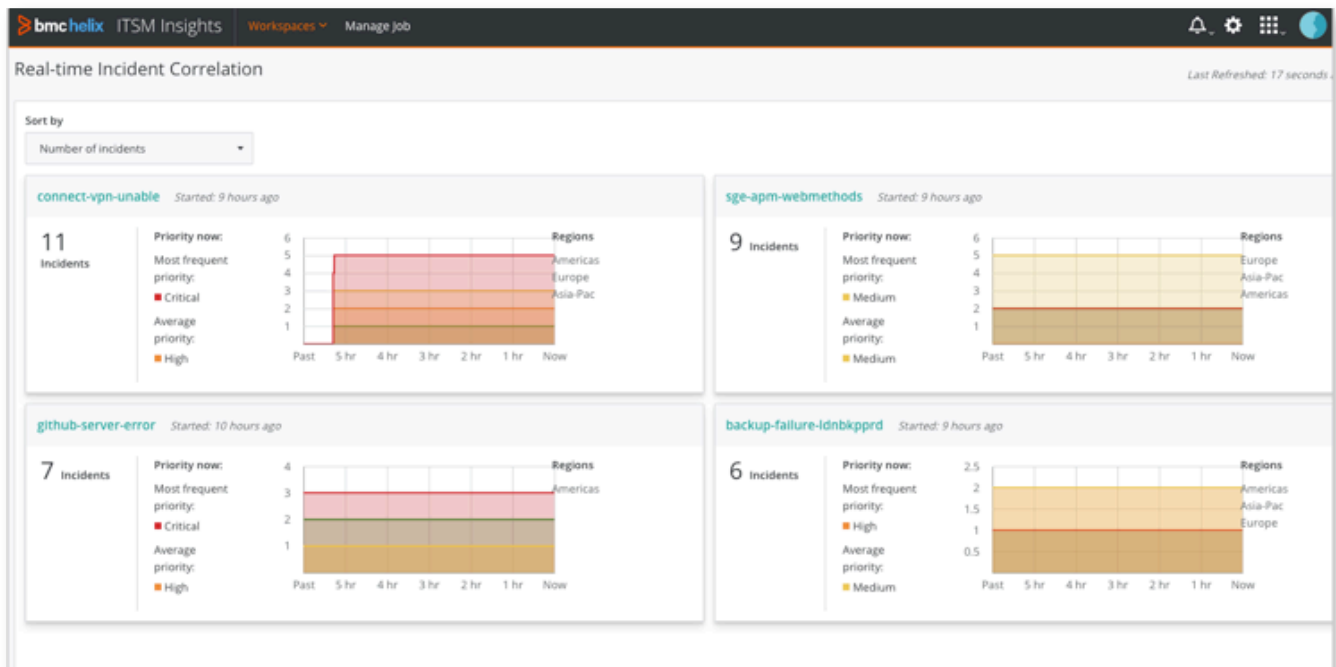 bmc helix ITSM Insights Workspaces Manage Job
Real-time Incident Correlation
Last Refreshed: 17 seconds
Sort by
Number of incidents
connect-vpn-unable Started: 9 hours ago
11
Incidents
Priority now:
Most frequent
priority:
Critical
Average
priority:
High
6
5
4
3
2
1
Past 5 hr 4 hr 3 hr 2 hr 1 hr Now
Regions
Americas
Europe
Asia-Pac
sge-apm-webmethods Started: 9 hours ago
9 Incidents
Priority now:
Most frequent
priority:
Medium
Average
priority:
Medium
6
5
4
3
2
1
Past 5 hr 4 hr 3 hr 2 hr 1 hr Now
Regions
Europe
Asia-Pac
Americas
github-server-error Started: 10 hours ago
7 Incidents
Priority now:
Most frequent
priority:
Critical
Average
priority:
High
4
3
2
1
Past 5 hr 4 hr 3 hr 2 hr 1 hr Now
Regions
Americas
backup-failure-ldnbkpprd Started: 9 hours ago
6 Incidents
Priority now:
Most frequent
priority:
High
Average
priority:
Medium
2.5
2
1.5
1
0.5
Past 5 hr 4 hr 3 hr 2 hr 1 hr Now
Regions
Americas
Asia-Pac
Europe